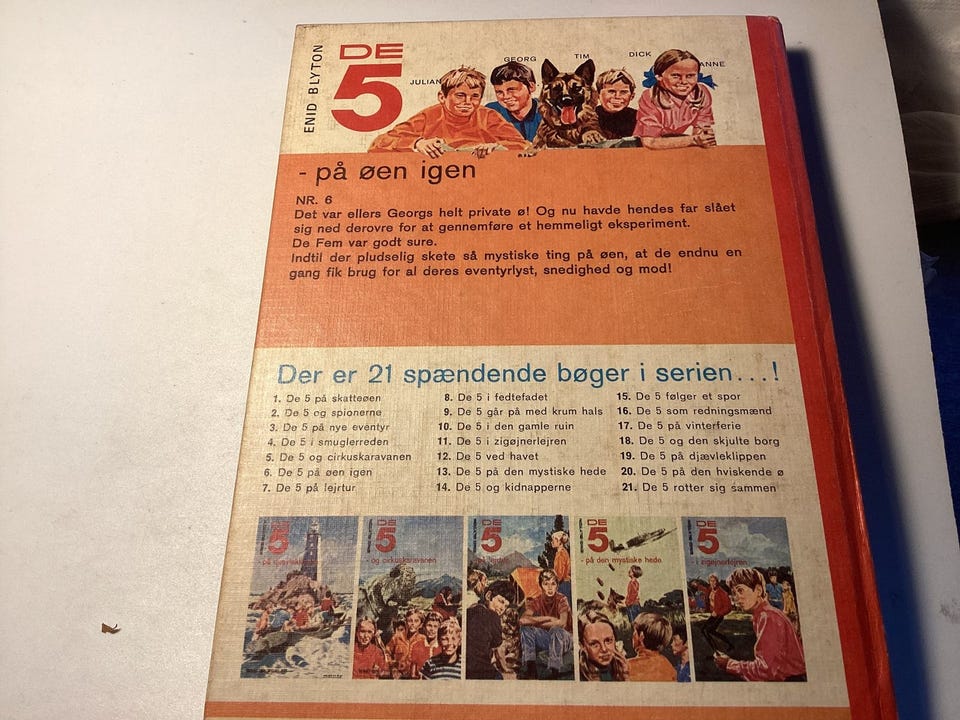 ENID BLYTON
DE
5
JULIAN
GEORG
TIM
DICK
ANNE
- på øen igen
NR. 6
Det var ellers Georgs helt private ø! Og nu havde hendes far slået
sig ned derovre for at gennemføre et hemmeligt eksperiment.
De Fem var godt sure.
Indtil der pludselig skete så mystiske ting på øen, at de endnu en
gang fik brug for al deres eventyrlyst, snedighed og mod!
Der er 21 spændende bøger i serien...!
1. De 5 på skatteøen
2. De 5 og spionerne
3. De 5 på nye eventyr
4. De 5 i smuglerreden
5. De 5 og cirkuskaravanen
6. De 5 på øen igen
7. De 5 på lejrtur
8. De 5 i fedtefadet
9. De 5 går på med krum hals
10. De 5 i den gamle ruin
11. De 5 i zigøjnerlejren
12. De 5 ved havet
13. De 5 på den mystiske hede
14. De 5 og kidnapperne
15. De 5 følger et spor
16. De 5 som redningsmænd
17. De 5 på vinterferie
18. De 5 og den skjulte borg
19. De 5 på djævleklippen
20. De 5 på den hviskende ø
21. De 5 rotter sig sammen
DE
5
DE
5
- og cirkuskaravanen
DE
5
DE
5
- på den mystiske hede
DE
5
- i zigøjnerlejren